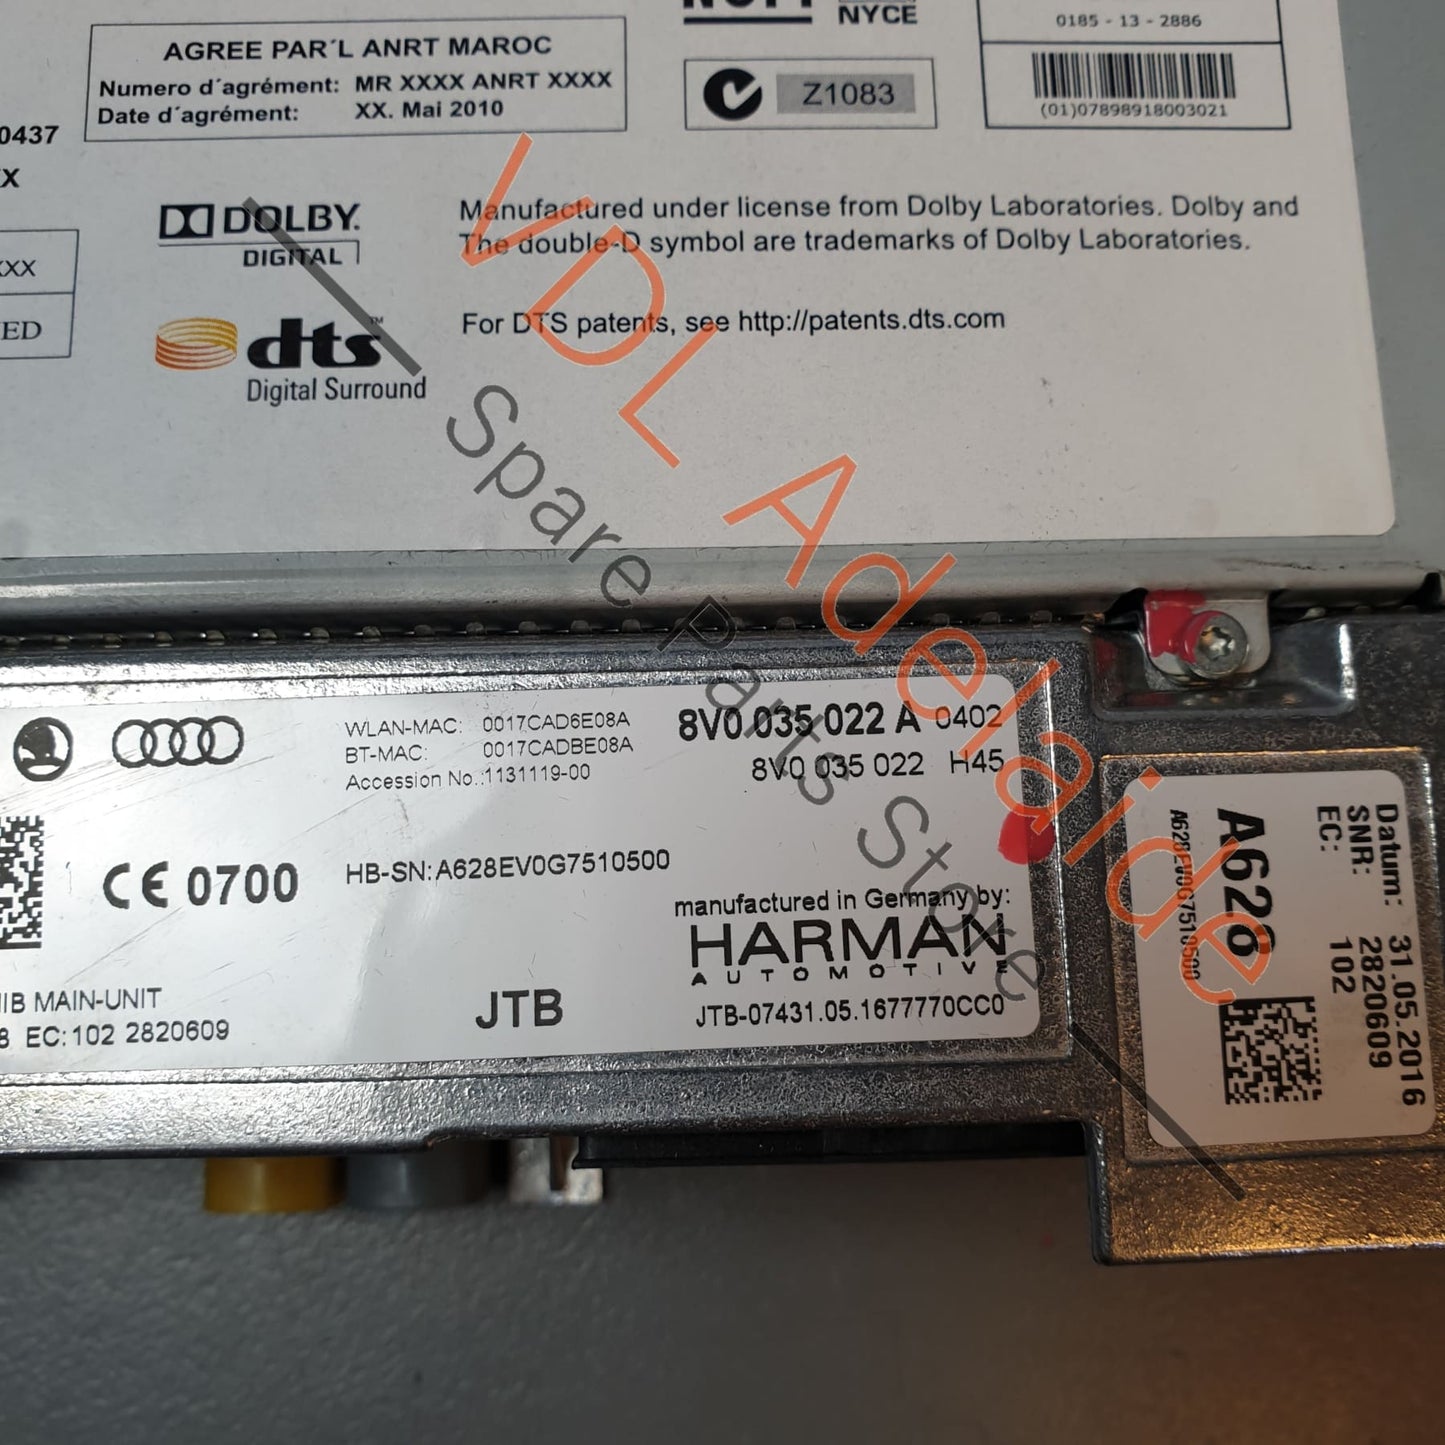 NYCE
0185 - 13 - 2886
(01)07898918003021
AGREE PAR´L ANRT MAROC
Numero d´agrément: MR XXXX ANRT XXXX
Date d´agrément: XX. Mai 2010
Z1083
0437
X
XXX
ED
DOLBY.
DIGITAL
Manufactured under license from Dolby Laboratories. Dolby and
The double-D symbol are trademarks of Dolby Laboratories.
dts™
Digital Surround
For DTS patents, see http://patents.dts.com
VDL Adelaide
Spare Parts Store
WLAN-MAC: 0017CAD6E08A
BT-MAC: 0017CADBE08A
Accession No.:1131119-00
8V0 035 022 A 0402
8V0 035 022 H45
CE 0700
HB-SN: A628EV0G7510500
manufactured in Germany by:
HARMAN
AUTOMOTIVE
IB MAIN-UNIT
8 EC: 102 2820609
JTB
JTB-07431.05.1677770CC0
Datum: 31.05.2016
SNR: 2820609
EC: 102
A628
A628EV0G7510500